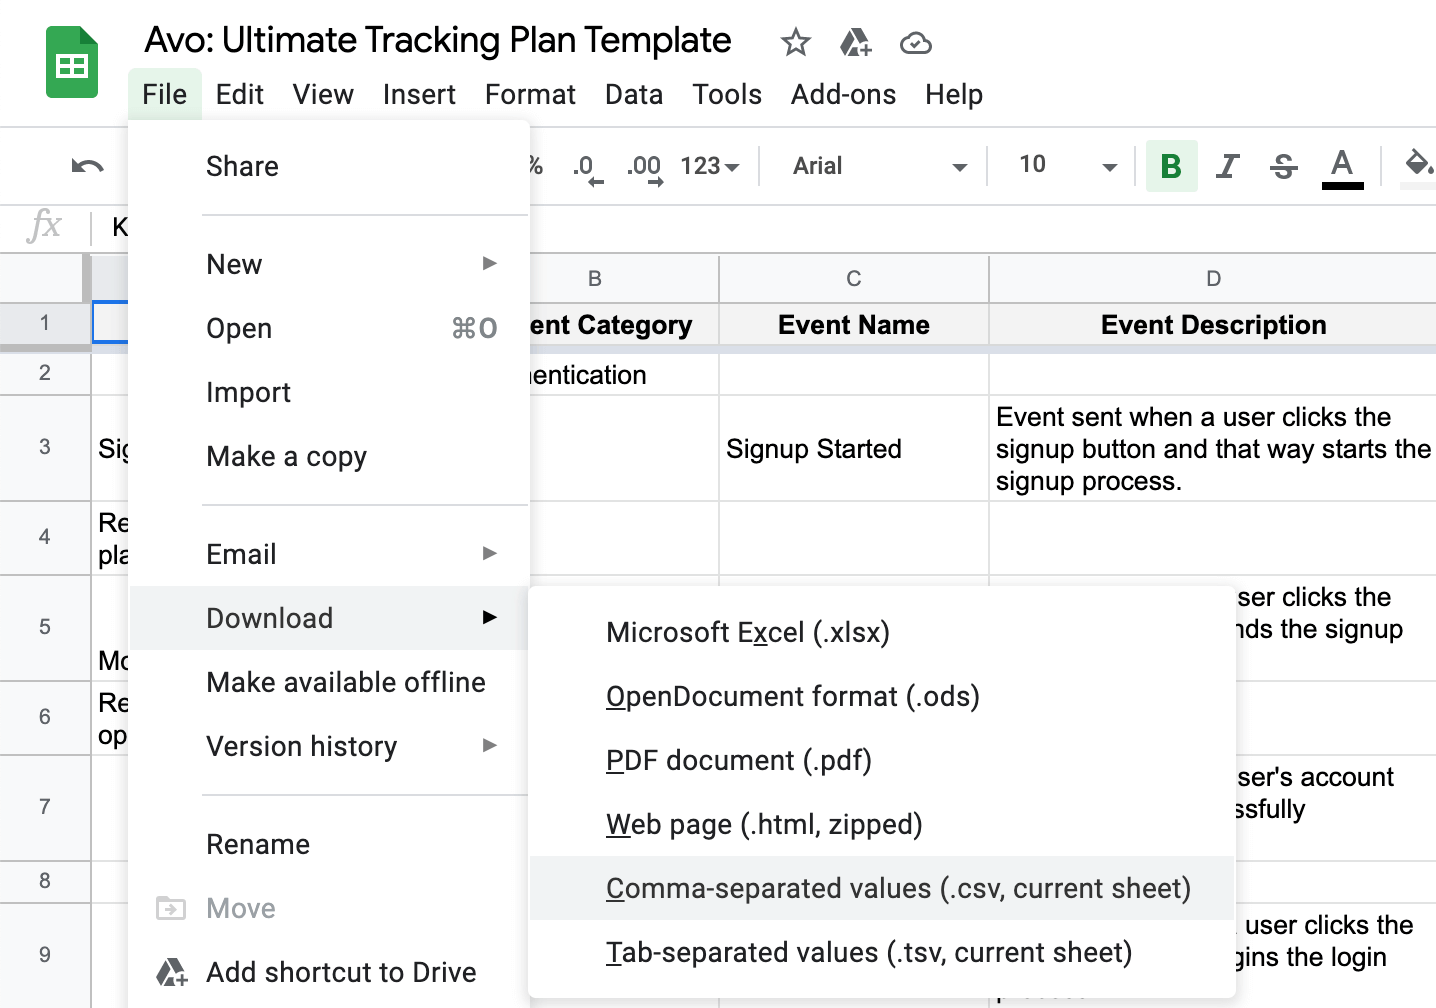 Avo: Ultimate Tracking Plan Template
File Edit View Insert Format Data Tools Add-ons Help
% .0 .00 123 Arial 10 B I S A
fx K
B C D
1 ent Category Event Name Event Description
2 entication
3 Sig Signup Started Event sent when a user clicks the
signup button and that way starts the
signup process.
4 Re
pla
5 ser clicks the
nds the signup
Mo
6 Re
op
7 ser's account
ssfully
8
9 user clicks the
gins the login
Share
New
Open ⌘O
Import
Make a copy
Email
Download
Make available offline
Version history
Rename
Move
Add shortcut to Drive
Microsoft Excel (.xlsx)
OpenDocument format (.ods)
PDF document (.pdf)
Web page (.html, zipped)
Comma-separated values (.csv, current sheet)
Tab-separated values (.tsv, current sheet)